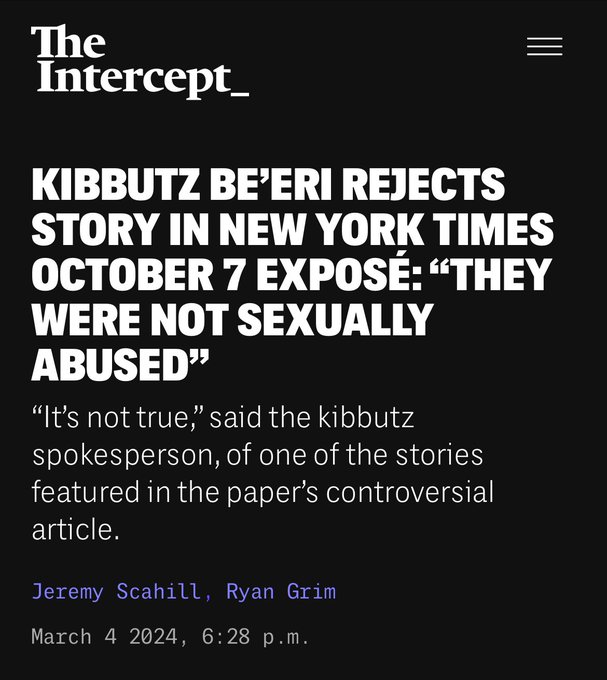 The
Intercept_
KIBBUTZ BE’ERI REJECTS
STORY IN NEW YORK TIMES
OCTOBER 7 EXPOSÉ: “THEY
WERE NOT SEXUALLY
ABUSED”
“It’s not true,” said the kibbutz
spokesperson, of one of the stories
featured in the paper’s controversial
article.
Jeremy Scahill, Ryan Grim
March 4 2024, 6:28 p.m.